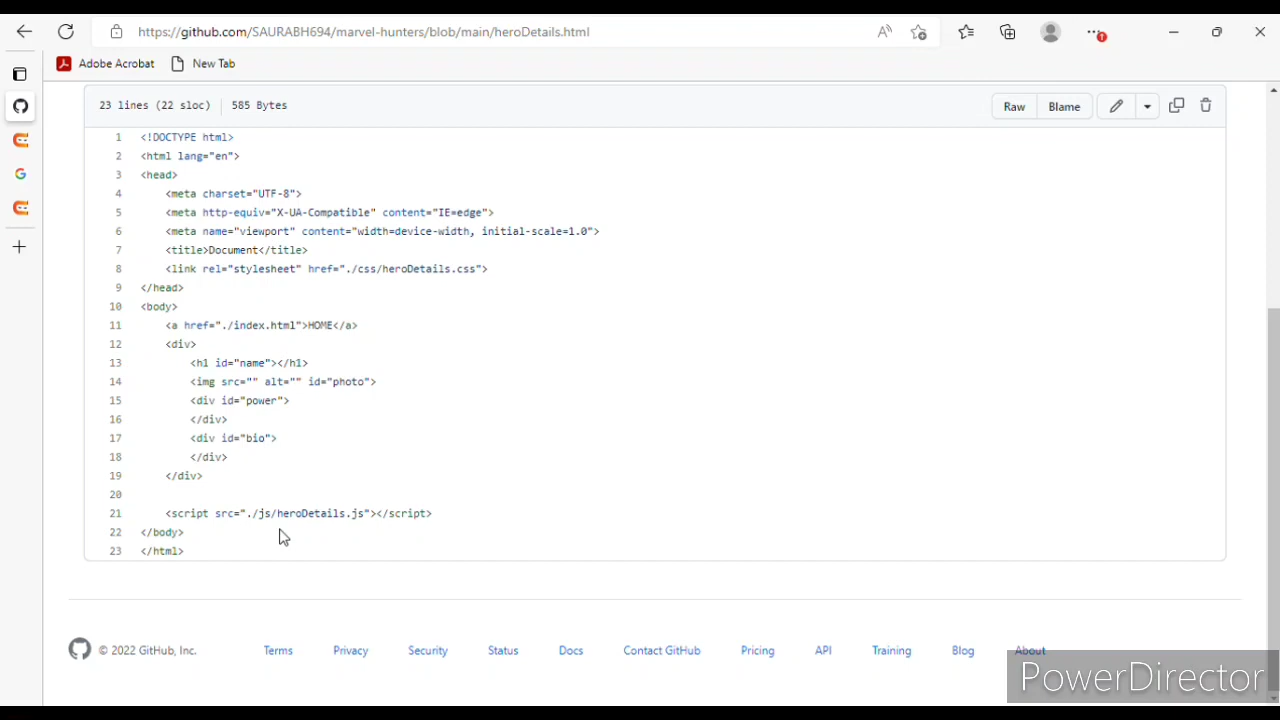 https://github.com/SAURABH694/marvel-hunters/blob/main/heroDetails.html
Adobe Acrobat New Tab
23 lines (22 sloc) 585 Bytes Raw Blame
1 <!DOCTYPE html>
2 <html lang="en">
3 <head>
4     <meta charset="UTF-8">
5     <meta http-equiv="X-UA-Compatible" content="IE=edge">
6     <meta name="viewport" content="width=device-width, initial-scale=1.0">
7     <title>Document</title>
8     <link rel="stylesheet" href="./css/heroDetails.css">
9 </head>
10 <body>
11     <a href="./index.html">HOME</a>
12     <div>
13         <h1 id="name"></h1>
14         <img src="" alt="" id="photo">
15         <div id="power">
16         </div>
17         <div id="bio">
18         </div>
19     </div>
20
21     <script src="./js/heroDetails.js"></script>
22 </body>
23 </html>
© 2022 GitHub, Inc. Terms Privacy Security Status Docs Contact GitHub Pricing API Training Blog About
PowerDirector